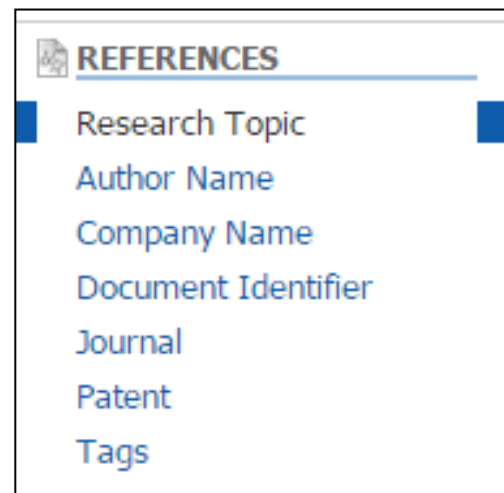 REFERENCES
Research Topic
Author Name
Company Name
Document Identifier
Journal
Patent
Tags